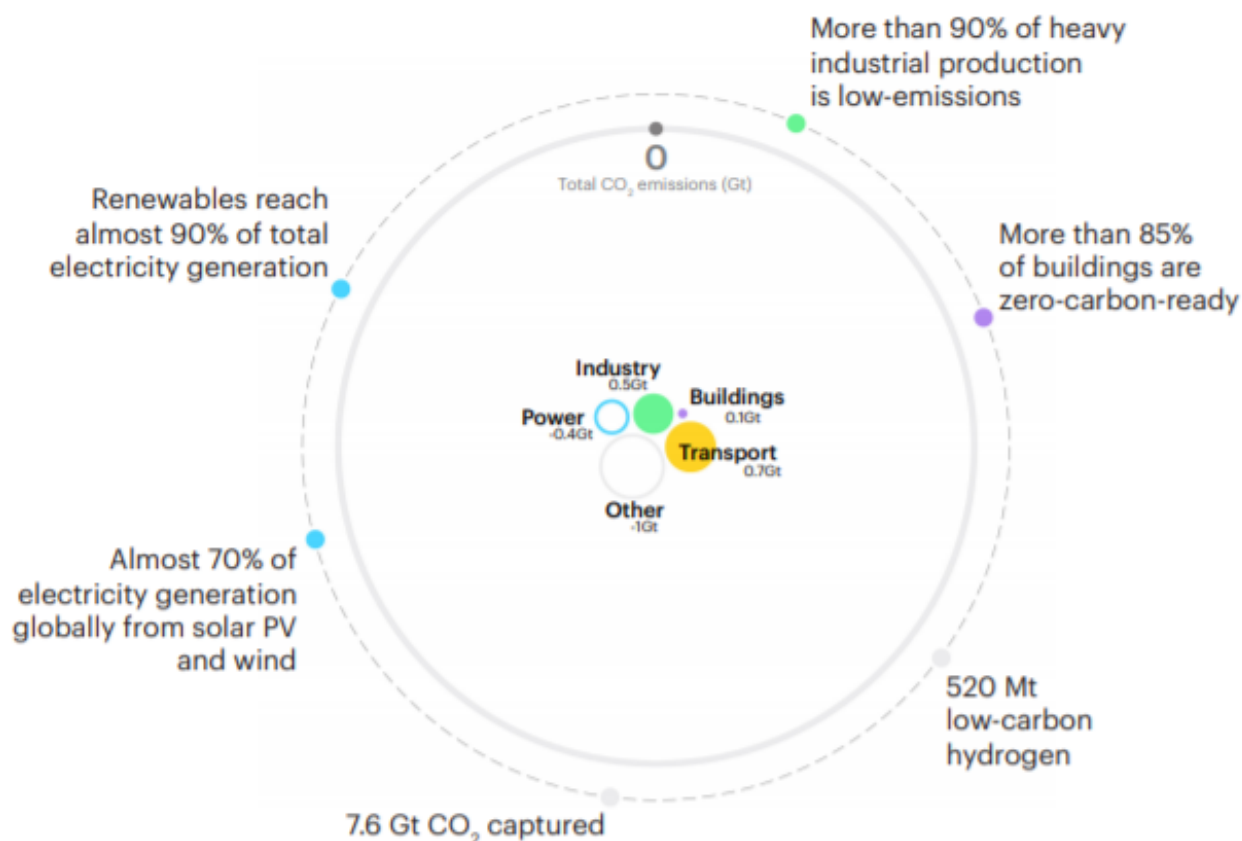 More than 90% of heavy
industrial production
is low-emissions
0
Total CO₂ emissions (Gt)
Renewables reach
almost 90% of total
electricity generation
More than 85%
of buildings are
zero-carbon-ready
Industry
0.5Gt
Buildings
0.1Gt
Power
-0.4Gt
Transport
0.7Gt
Other
-1Gt
Almost 70% of
electricity generation
globally from solar PV
and wind
520 Mt
low-carbon
hydrogen
7.6 Gt CO₂ captured